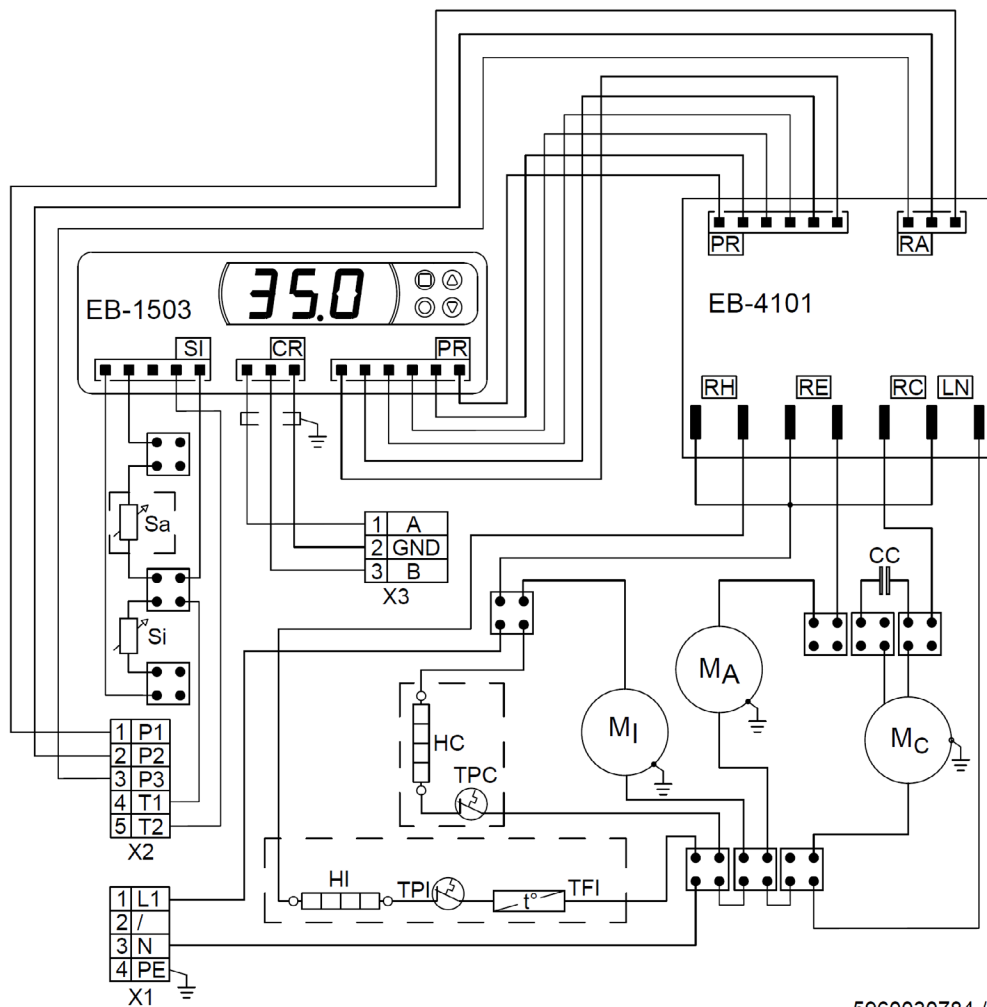 PR
RA
EB-4101
EB-1503
35.0
SI
CR
PR
RH
RE
RC
LN
Sa
Si
1 A
2 GND
3 B
X3
CC
MA
MI
MC
HC
TPC
1 P1
2 P2
3 P3
4 T1
5 T2
X2
HI
TPI
t°
TFI
1 L1
2 /
3 N
4 PE
X1